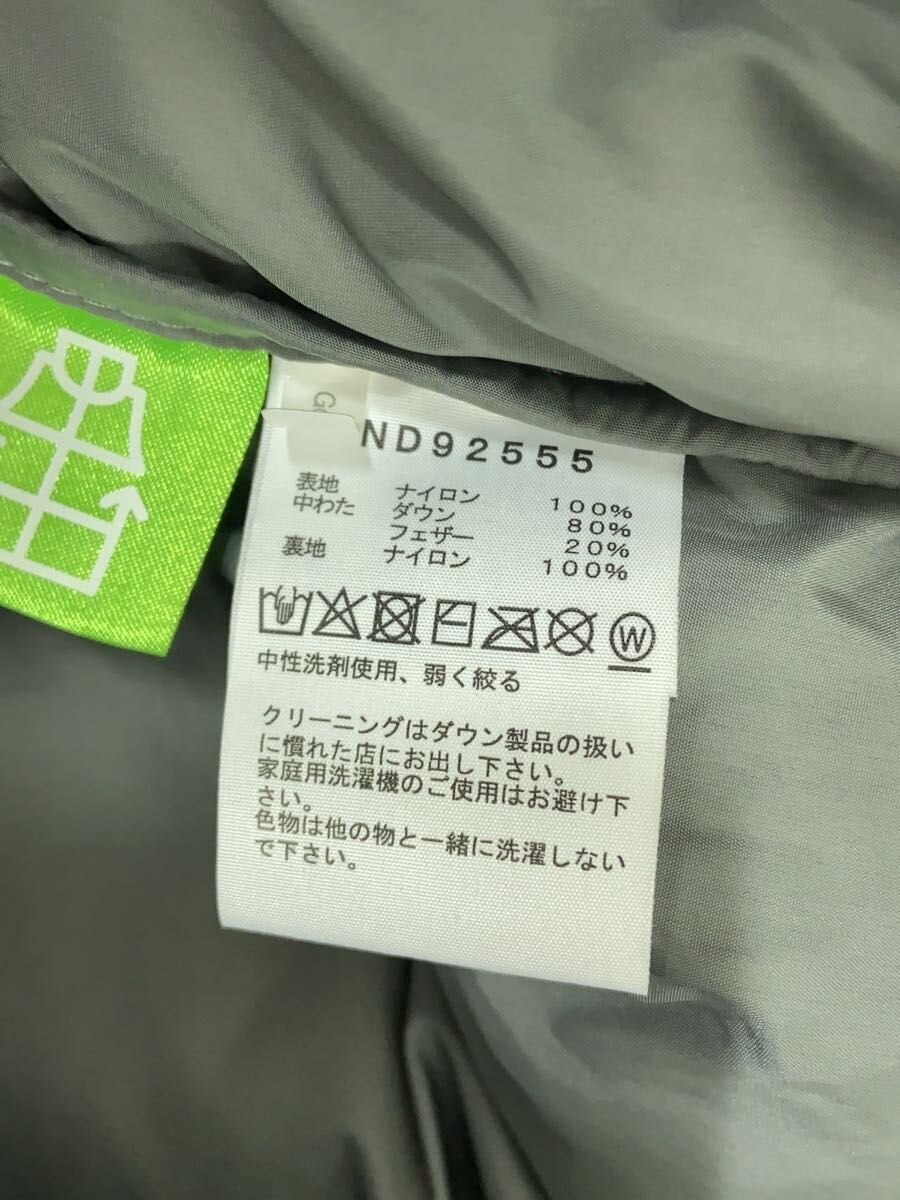 ND92555
表地 ナイロン 100%
中わた ダウン 80%
フェザー 20%
裏地 ナイロン 100%
W
中性洗剤使用、弱く絞る
クリーニングはダウン製品の扱い
に慣れた店にお出し下さい。
家庭用洗濯機のご使用はお避け下
さい。
色物は他の物と一緒に洗濯しない
で下さい。